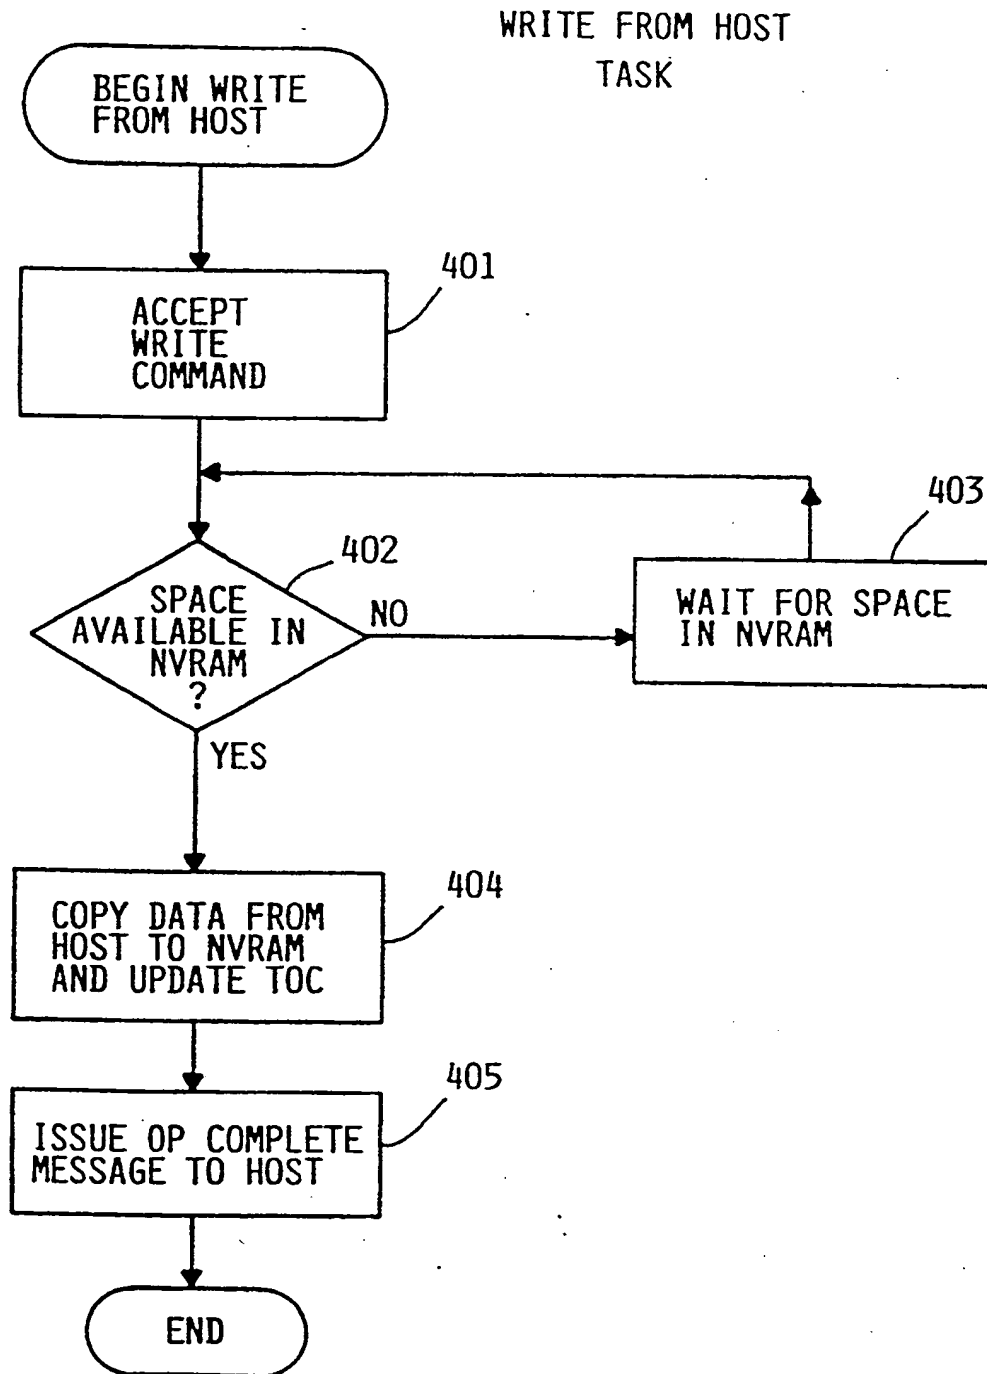 WRITE FROM HOST
TASK
BEGIN WRITE
FROM HOST
401
ACCEPT
WRITE
COMMAND
403
402
SPACE
AVAILABLE IN
NVRAM
?
NO
WAIT FOR SPACE
IN NVRAM
YES
404
COPY DATA FROM
HOST TO NVRAM
AND UPDATE TOC
405
ISSUE OP COMPLETE
MESSAGE TO HOST
END